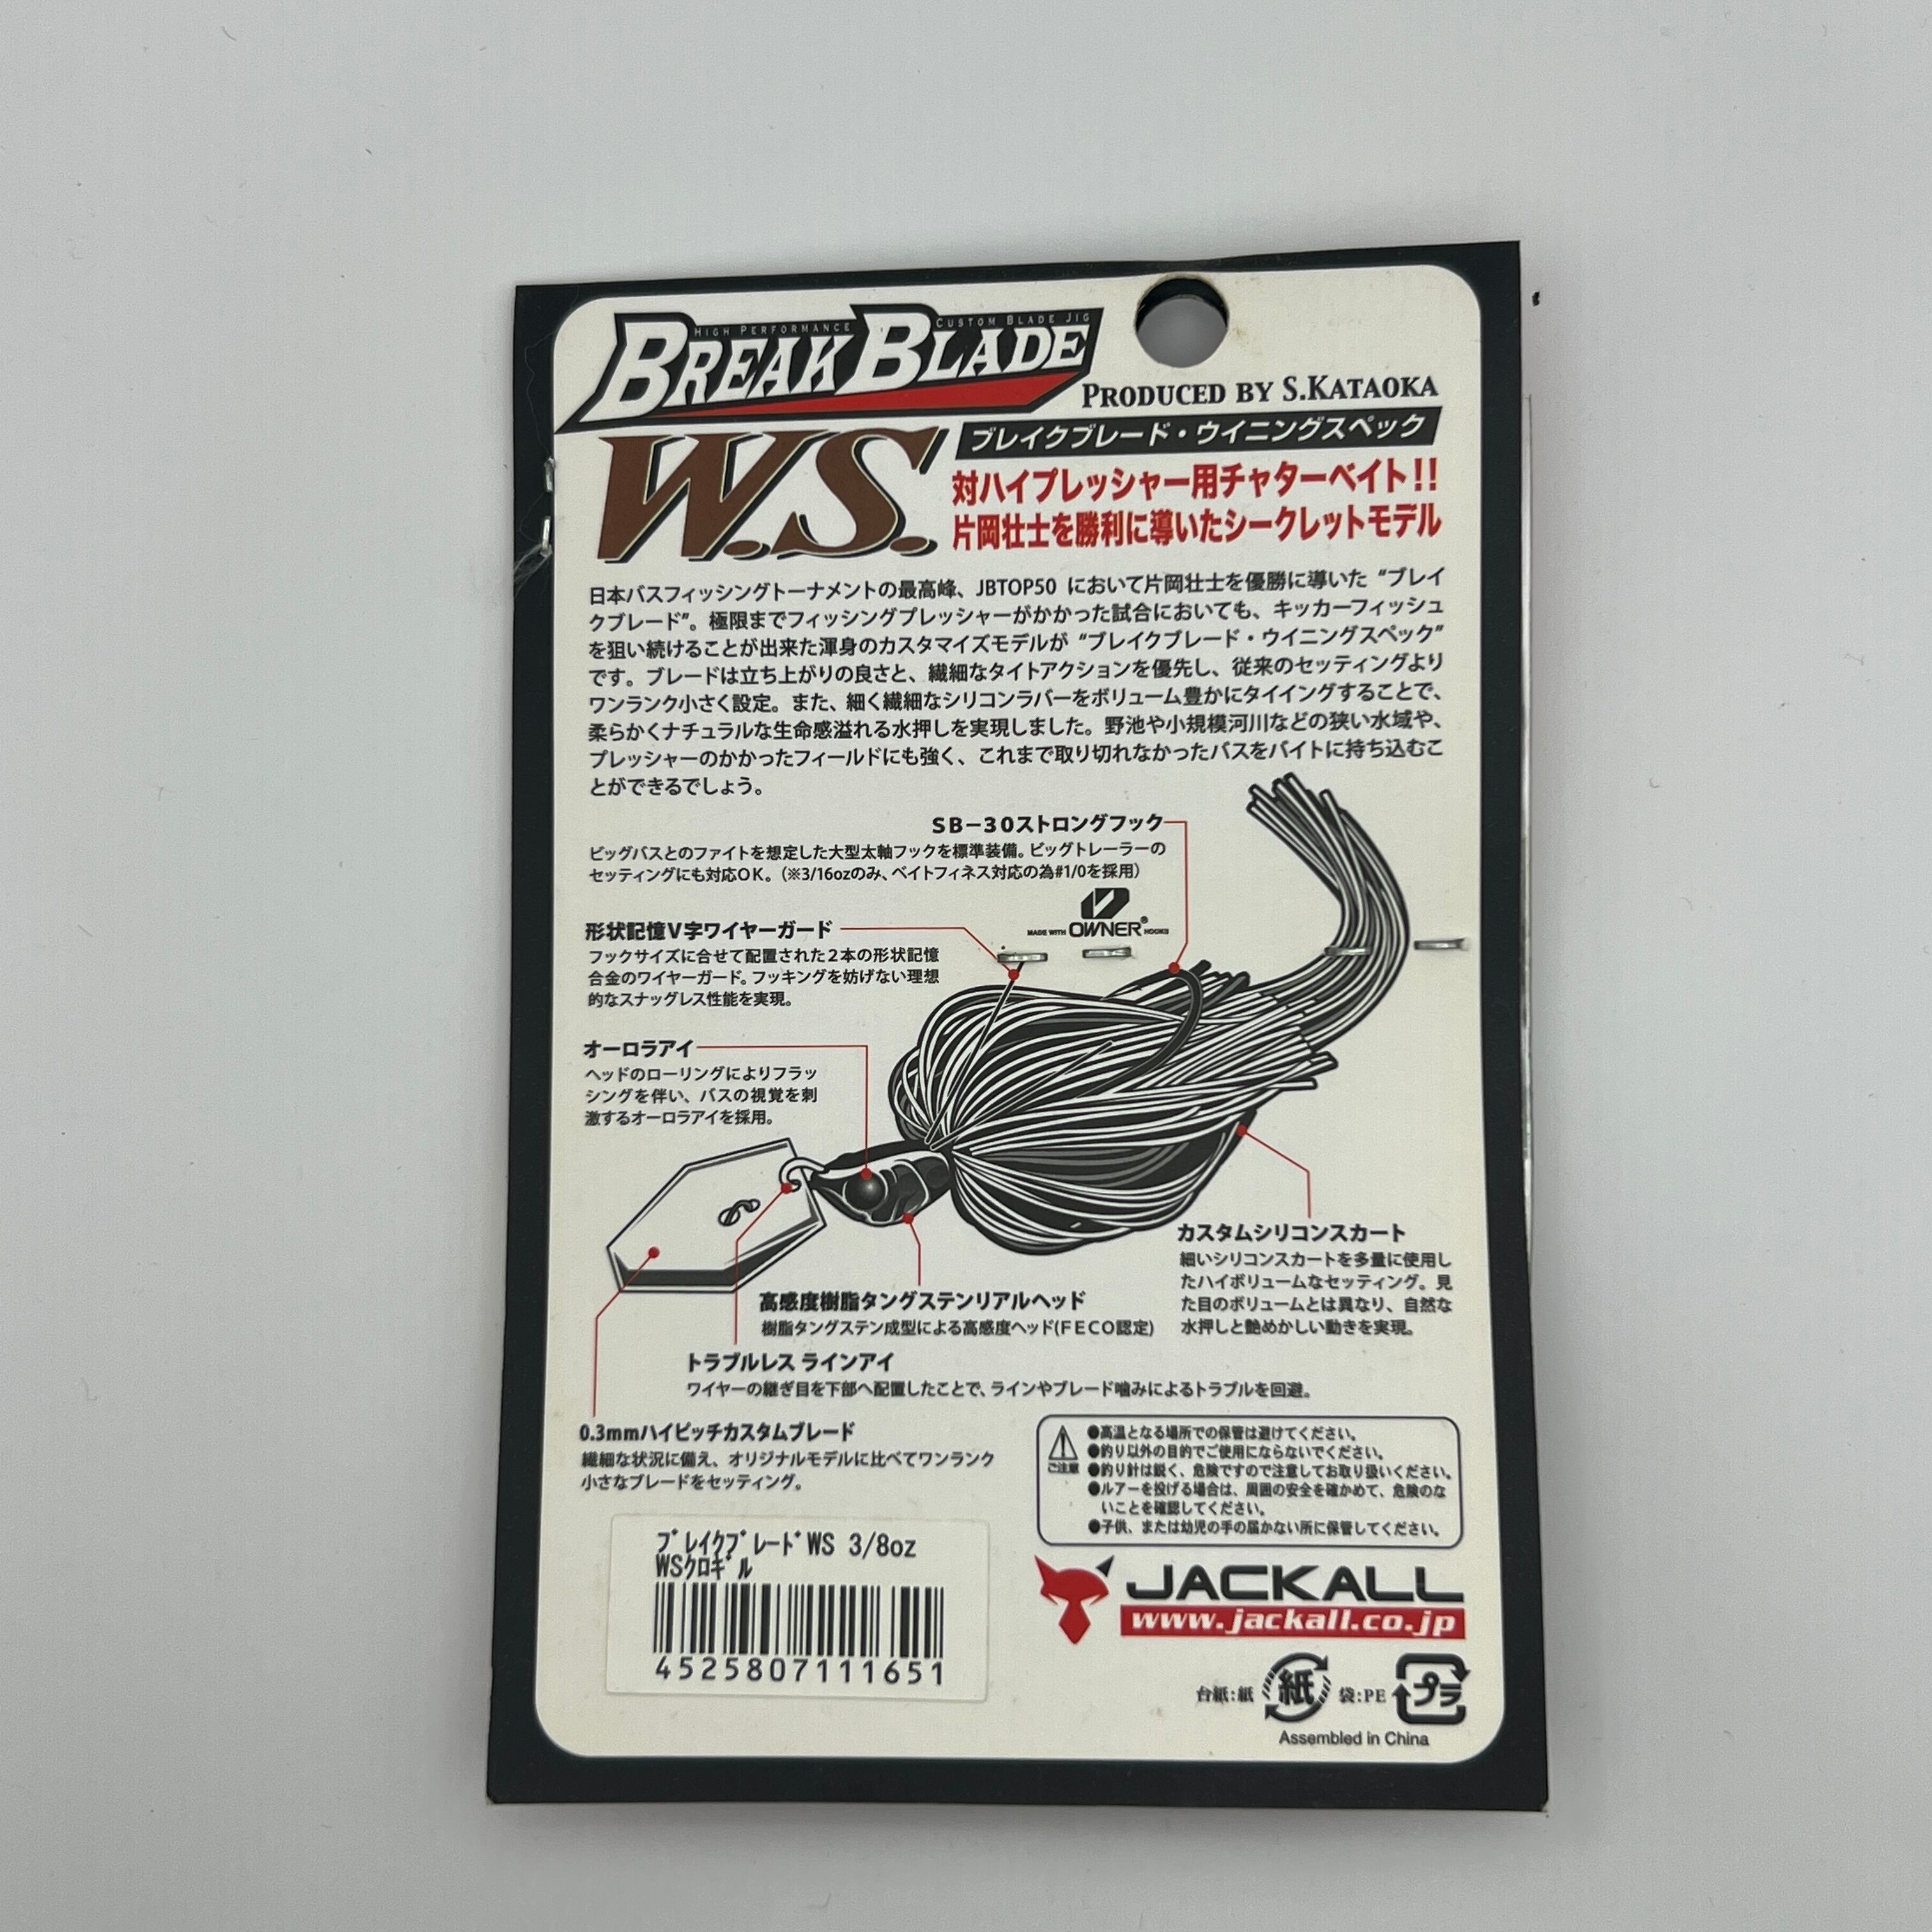 HIGH PERFORMANCE CUSTOM BLADE JIG
BREAK BLADE
PRODUCED BY S.KATAOKA
W.S.
ブレイクブレード・ウイニングスペック
対ハイプレッシャー用チャターベイト!!
片岡壮士を勝利に導いたシークレットモデル
日本バスフィッシングトーナメントの最高峰、JBTOP50 において片岡壮士を優勝に導いた “ブレイ
クブレード”。極限までフィッシングプレッシャーがかかった試合においても、キッカーフィッシュ
を狙い続けることが出来た渾身のカスタマイズモデルが “ブレイクブレード・ウイニングスペック”
です。ブレードは立ち上がりの良さと、繊細なタイトアクションを優先し、従来のセッティングより
ワンランク小さく設定。また、細く繊細なシリコンラバーをボリューム豊かにタイイングすることで、
柔らかくナチュラルな生命感溢れる水押しを実現しました。野池や小規模河川などの狭い水域や、
プレッシャーのかかったフィールドにも強く、これまで取り切れなかったバスをバイトに持ち込むこ
とができるでしょう。
SB−30ストロングフック
ビッグバスとのファイトを想定した大型太軸フックを標準装備。ビッグトレーラーの
セッティングにも対応OK。(※3/16ozのみ、ベイトフィネス対応の為#1/0を採用)
MADE WITH OWNER® HOOKS
形状記憶V字ワイヤーガード
フックサイズに合せて配置された2本の形状記憶
合金のワイヤーガード。フッキングを妨げない理想
的なスナッグレス性能を実現。
オーロラアイ
ヘッドのローリングによりフラッ
シングを伴い、バスの視覚を刺
激するオーロラアイを採用。
カスタムシリコンスカート
細いシリコンスカートを多量に使用し
たハイボリュームなセッティング。見
た目のボリュームとは異なり、自然な
水押しと艶めかしい動きを実現。
高感度樹脂タングステンリアルヘッド
樹脂タングステン成型による高感度ヘッド(FECO認定)
トラブルレス ラインアイ
ワイヤーの継ぎ目を下部へ配置したことで、ラインやブレード噛みによるトラブルを回避。
0.3mmハイピッチカスタムブレード
繊細な状況に備え、オリジナルモデルに比べてワンランク
小さなブレードをセッティング。
ご注意
●高温となる場所での保管は避けてください。
●釣り以外の目的でご使用にならないでください。
●釣り針は鋭く、危険ですので注意してお取り扱いください。
●ルアーを投げる場合は、周囲の安全を確かめて、危険のな
いことを確認してください。
●子供、または幼児の手の届かない所に保管してください。
ブレイクブレードWS 3/8oz
WSクロギル
4525807111651
JACKALL
www.jackall.co.jp
台紙:紙 紙 袋:PE プラ
Assembled in China